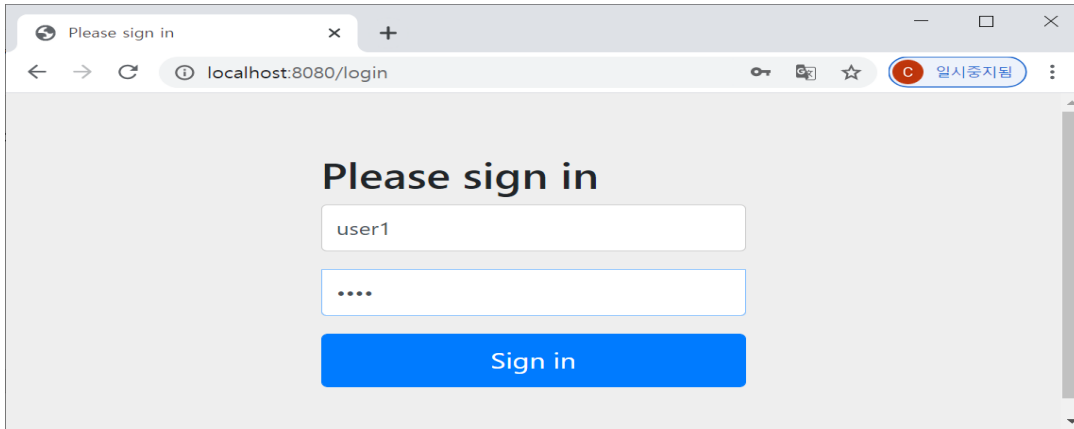 Please sign in
localhost:8080/login
C 일시중지됨
Please sign in
user1
••••
Sign in